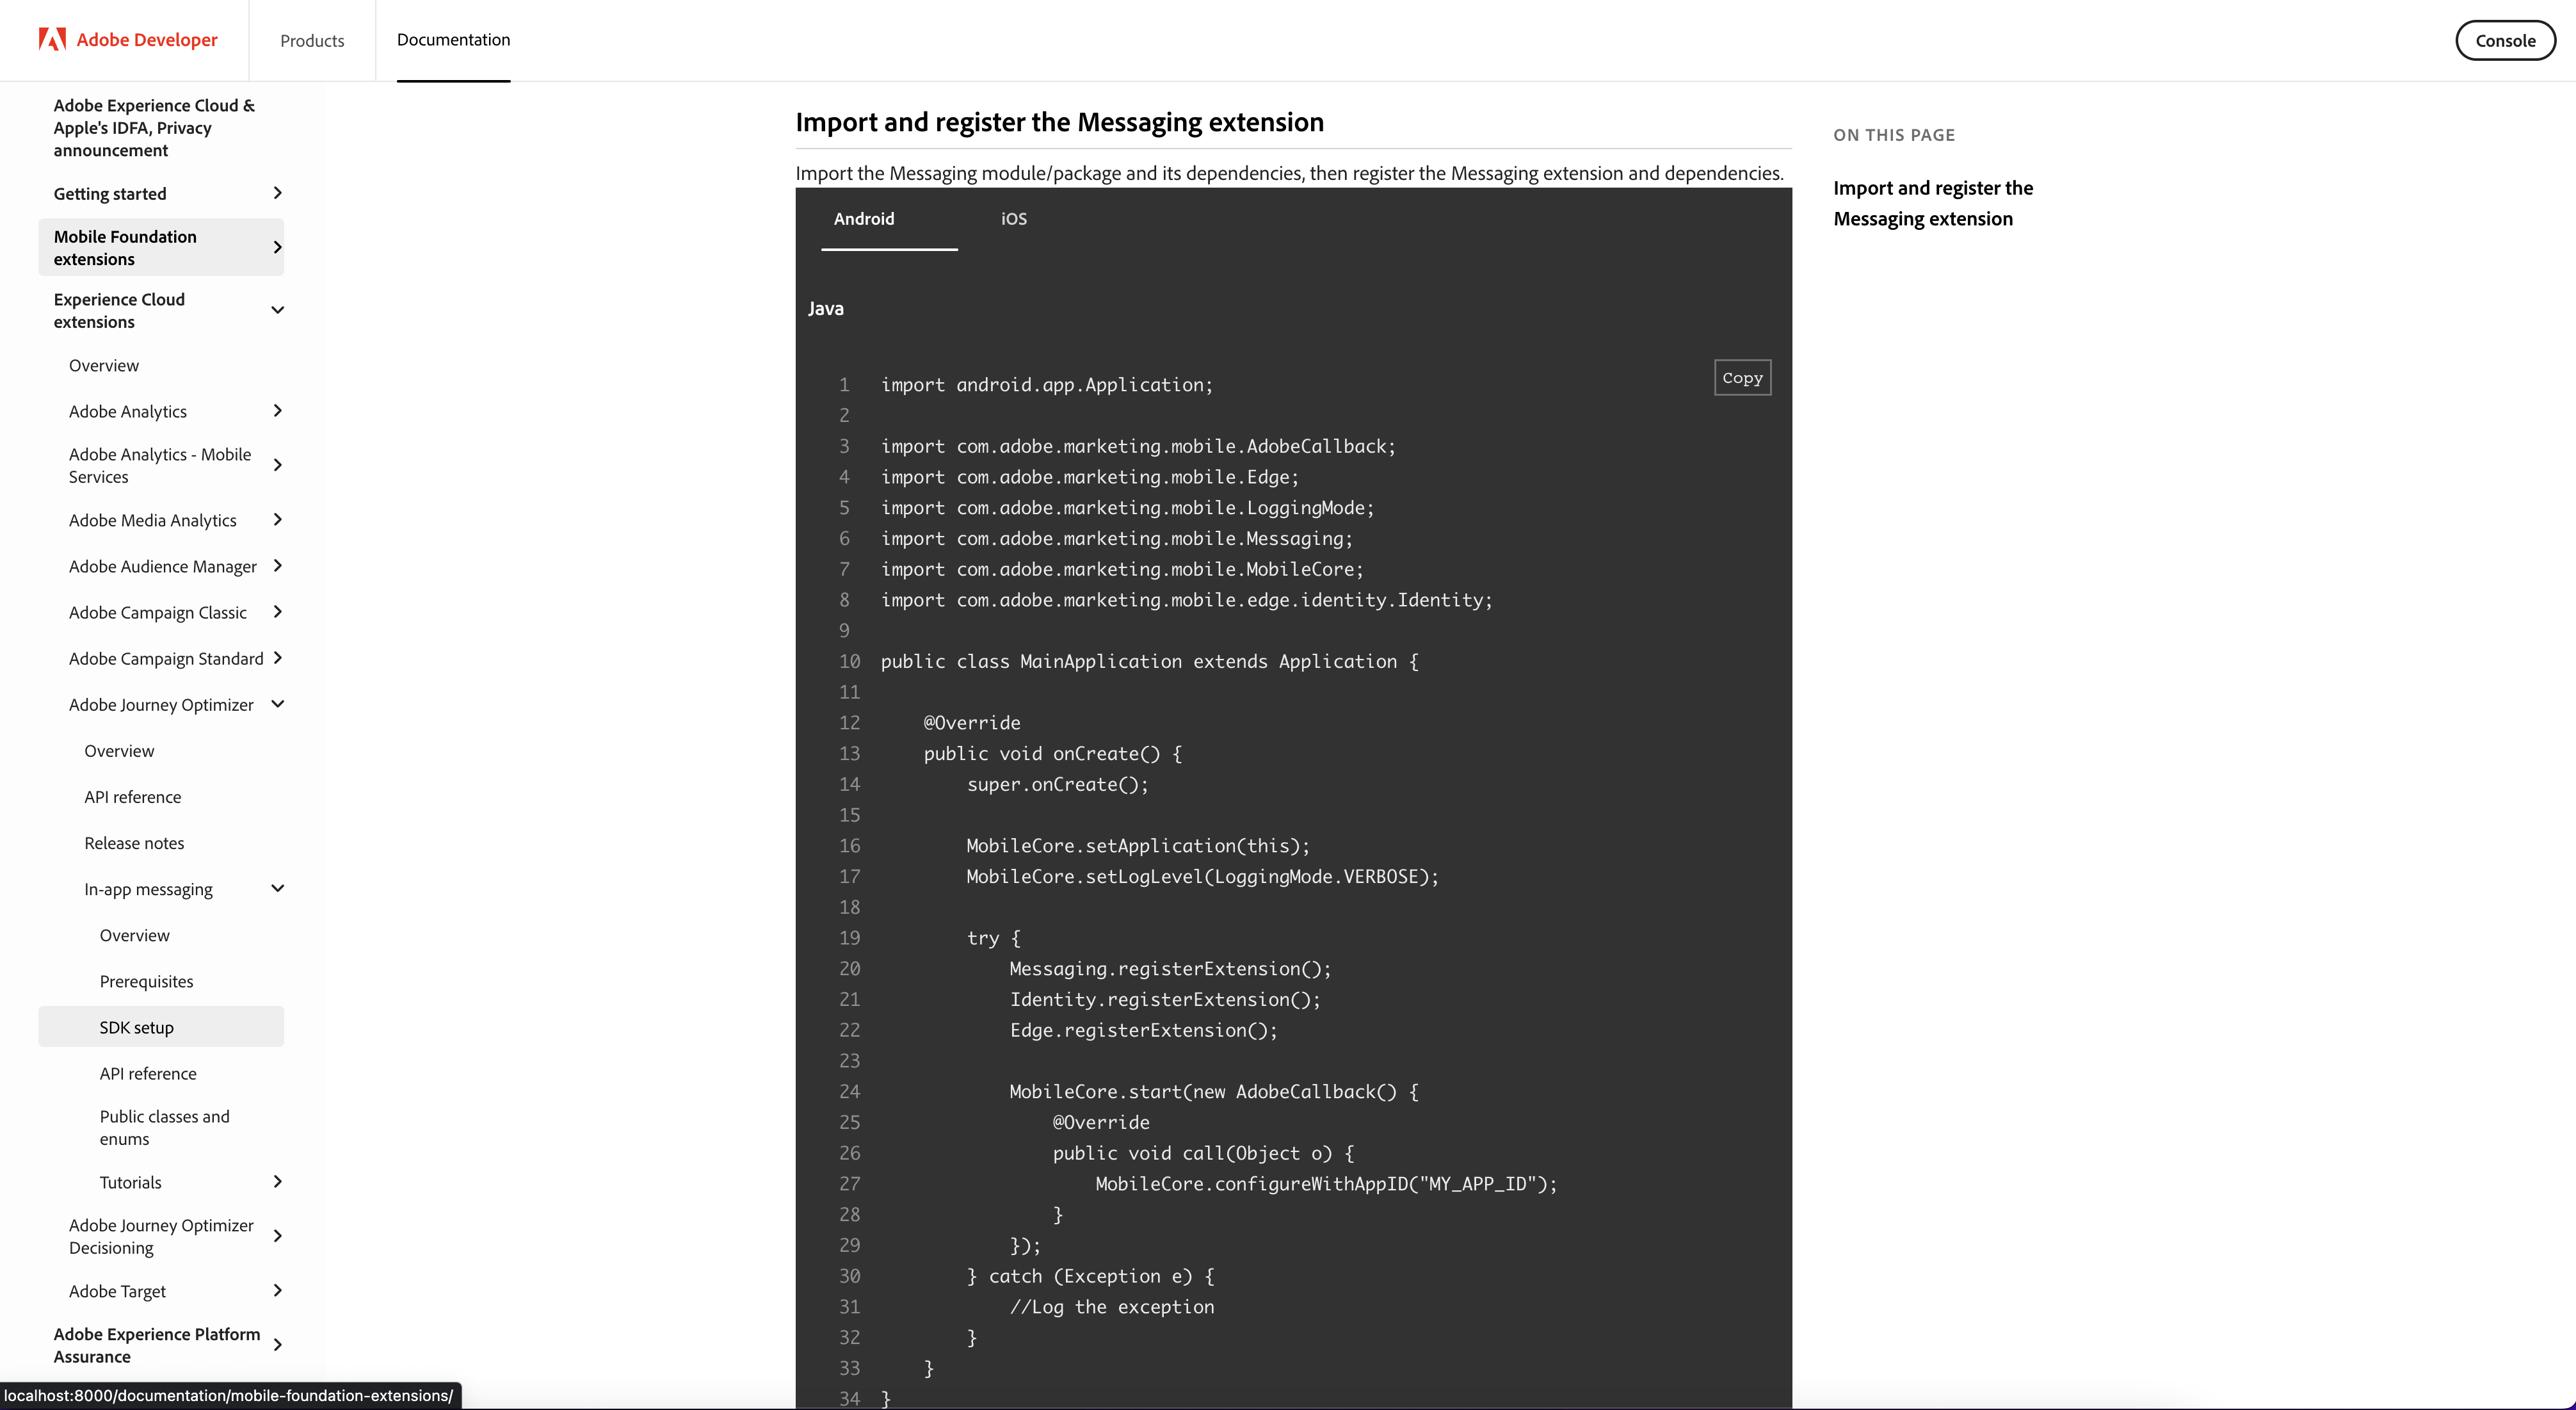 Adobe Developer
Products
Documentation
Console
Adobe Experience Cloud &
Apple's IDFA, Privacy
announcement
Getting started
Mobile Foundation
extensions
Experience Cloud
extensions
Overview
Adobe Analytics
Adobe Analytics - Mobile
Services
Adobe Media Analytics
Adobe Audience Manager
Adobe Campaign Classic
Adobe Campaign Standard
Adobe Journey Optimizer
Overview
API reference
Release notes
In-app messaging
Overview
Prerequisites
SDK setup
API reference
Public classes and
enums
Tutorials
Adobe Journey Optimizer
Decisioning
Adobe Target
Adobe Experience Platform
Assurance
localhost:8000/documentation/mobile-foundation-extensions/
Import and register the Messaging extension
Import the Messaging module/package and its dependencies, then register the Messaging extension and dependencies.
Android
iOS
Java
Copy
1 import android.app.Application;
2
3 import com.adobe.marketing.mobile.AdobeCallback;
4 import com.adobe.marketing.mobile.Edge;
5 import com.adobe.marketing.mobile.LoggingMode;
6 import com.adobe.marketing.mobile.Messaging;
7 import com.adobe.marketing.mobile.MobileCore;
8 import com.adobe.marketing.mobile.edge.identity.Identity;
9
10 public class MainApplication extends Application {
11
12     @Override
13     public void onCreate() {
14         super.onCreate();
15
16         MobileCore.setApplication(this);
17         MobileCore.setLogLevel(LoggingMode.VERBOSE);
18
19         try {
20             Messaging.registerExtension();
21             Identity.registerExtension();
22             Edge.registerExtension();
23
24             MobileCore.start(new AdobeCallback() {
25                 @Override
26                 public void call(Object o) {
27                     MobileCore.configureWithAppID("MY_APP_ID");
28                 }
29             });
30         } catch (Exception e) {
31             //Log the exception
32         }
33     }
34 }
ON THIS PAGE
Import and register the
Messaging extension